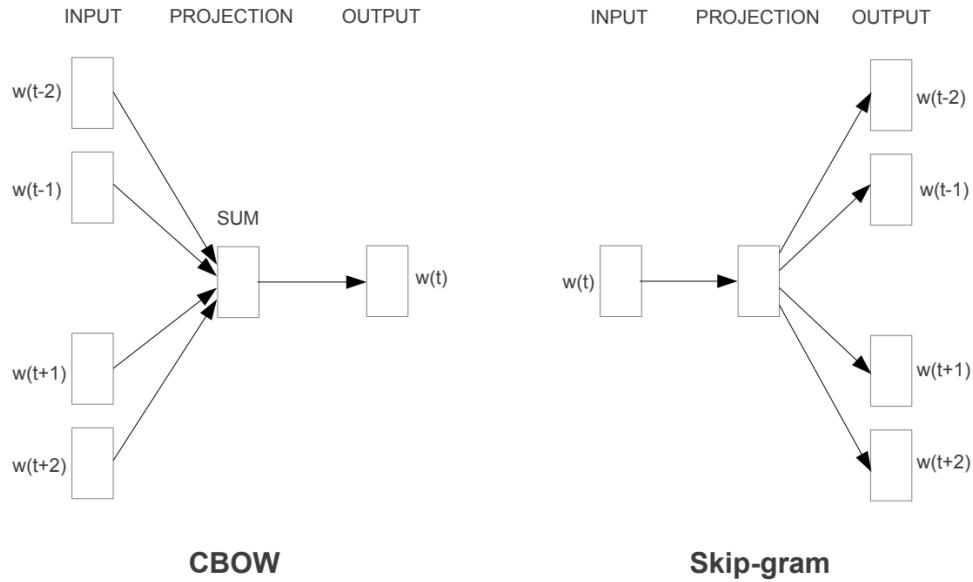 INPUT PROJECTION OUTPUT
w(t-2)
w(t-1)
SUM
w(t)
w(t+1)
w(t+2)
CBOW
INPUT PROJECTION OUTPUT
w(t-2)
w(t-1)
w(t)
w(t+1)
w(t+2)
Skip-gram